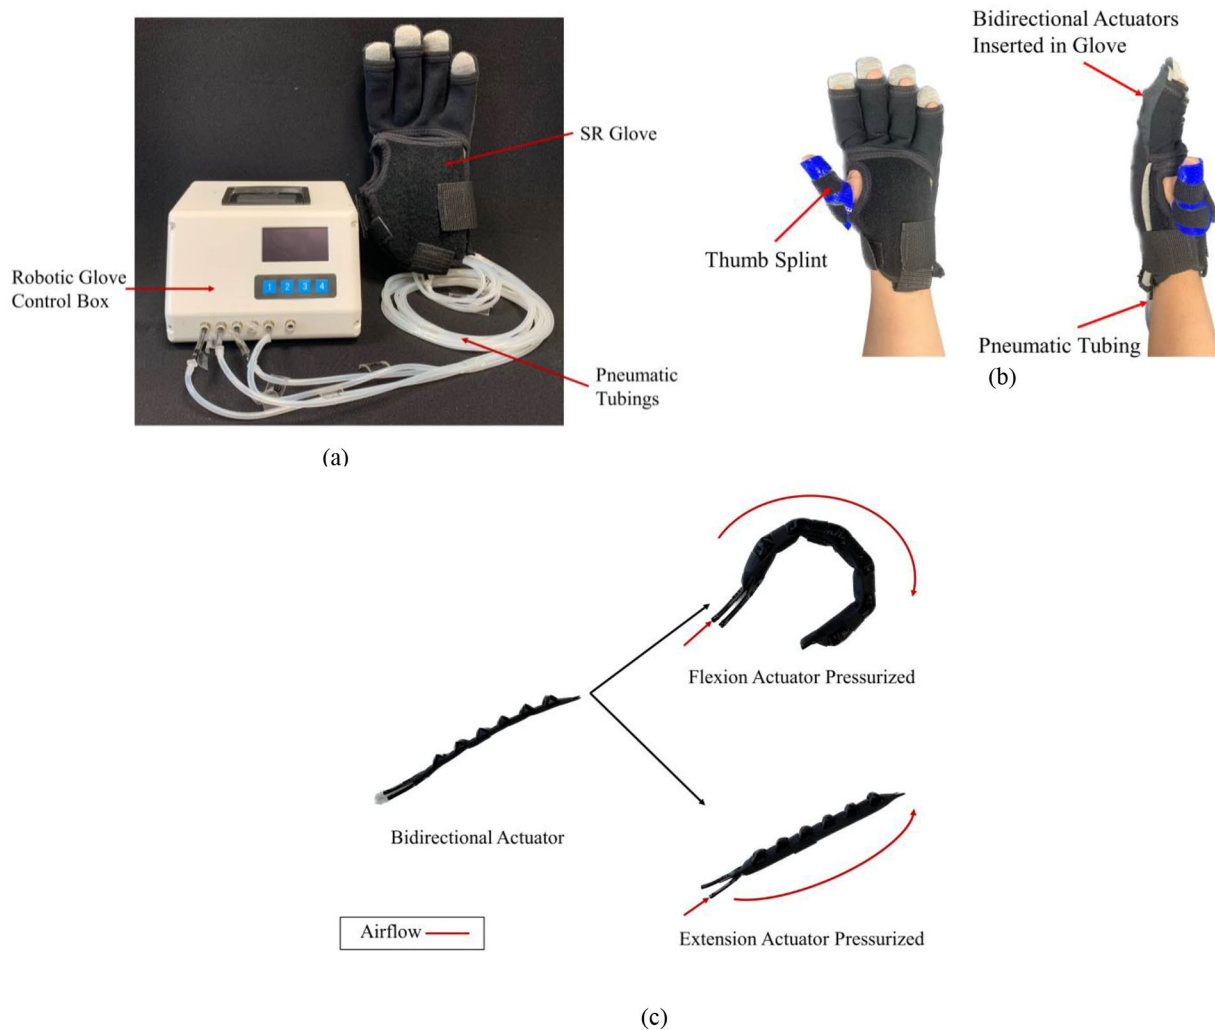 SR Glove
Robotic Glove
Control Box
1 2 3 4
Pneumatic
Tubings
(a)
Bidirectional Actuators
Inserted in Glove
Thumb Splint
Pneumatic Tubing
(b)
Flexion Actuator Pressurized
Bidirectional Actuator
Extension Actuator Pressurized
Airflow
(c)